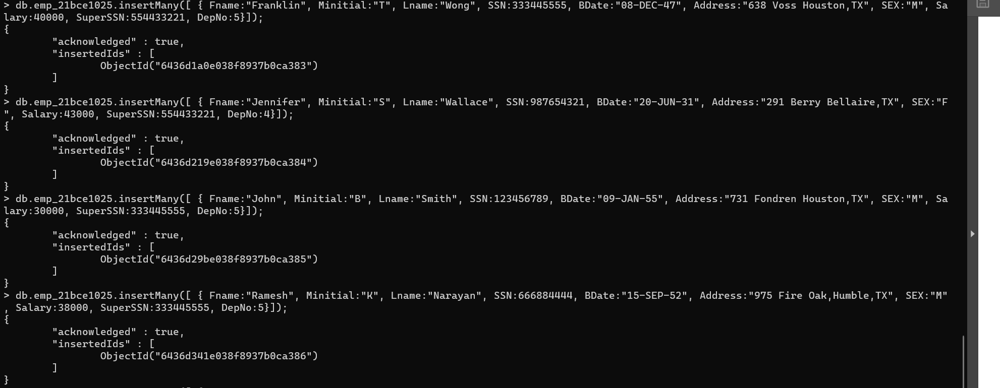 > db.emp_21bce1025.insertMany([ { Fname:"Franklin", Minitial:"T", Lname:"Wong", SSN:333445555, BDate:"08-DEC-47", Address:"638 Voss Houston,TX", SEX:"M", Sa
lary:40000, SuperSSN:554433221, DepNo:5}]);
{
        "acknowledged" : true,
        "insertedIds" : [
                ObjectId("6436d1a0e038f8937b0ca383")
        ]
}
> db.emp_21bce1025.insertMany([ { Fname:"Jennifer", Minitial:"S", Lname:"Wallace", SSN:987654321, BDate:"20-JUN-31", Address:"291 Berry Bellaire,TX", SEX:"F
", Salary:43000, SuperSSN:554433221, DepNo:4}]);
{
        "acknowledged" : true,
        "insertedIds" : [
                ObjectId("6436d219e038f8937b0ca384")
        ]
}
> db.emp_21bce1025.insertMany([ { Fname:"John", Minitial:"B", Lname:"Smith", SSN:123456789, BDate:"09-JAN-55", Address:"731 Fondren Houston,TX", SEX:"M", Sa
lary:30000, SuperSSN:333445555, DepNo:5}]);
{
        "acknowledged" : true,
        "insertedIds" : [
                ObjectId("6436d29be038f8937b0ca385")
        ]
}
> db.emp_21bce1025.insertMany([ { Fname:"Ramesh", Minitial:"K", Lname:"Narayan", SSN:666884444, BDate:"15-SEP-52", Address:"975 Fire Oak,Humble,TX", SEX:"M"
, Salary:38000, SuperSSN:333445555, DepNo:5}]);
{
        "acknowledged" : true,
        "insertedIds" : [
                ObjectId("6436d341e038f8937b0ca386")
        ]
}